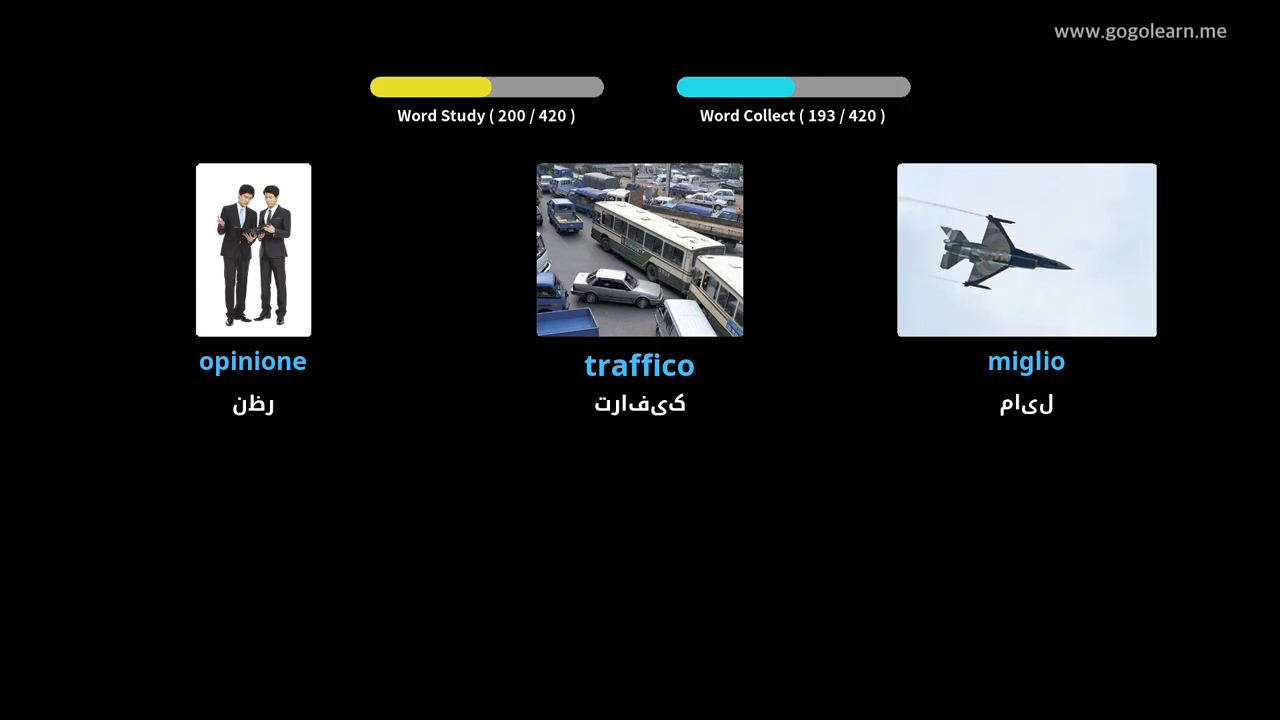 www.gogolearn.me
Word Study ( 200 / 420 )
Word Collect ( 193 / 420 )
opinione
رظن
traffico
کیفارت
miglio
لیام